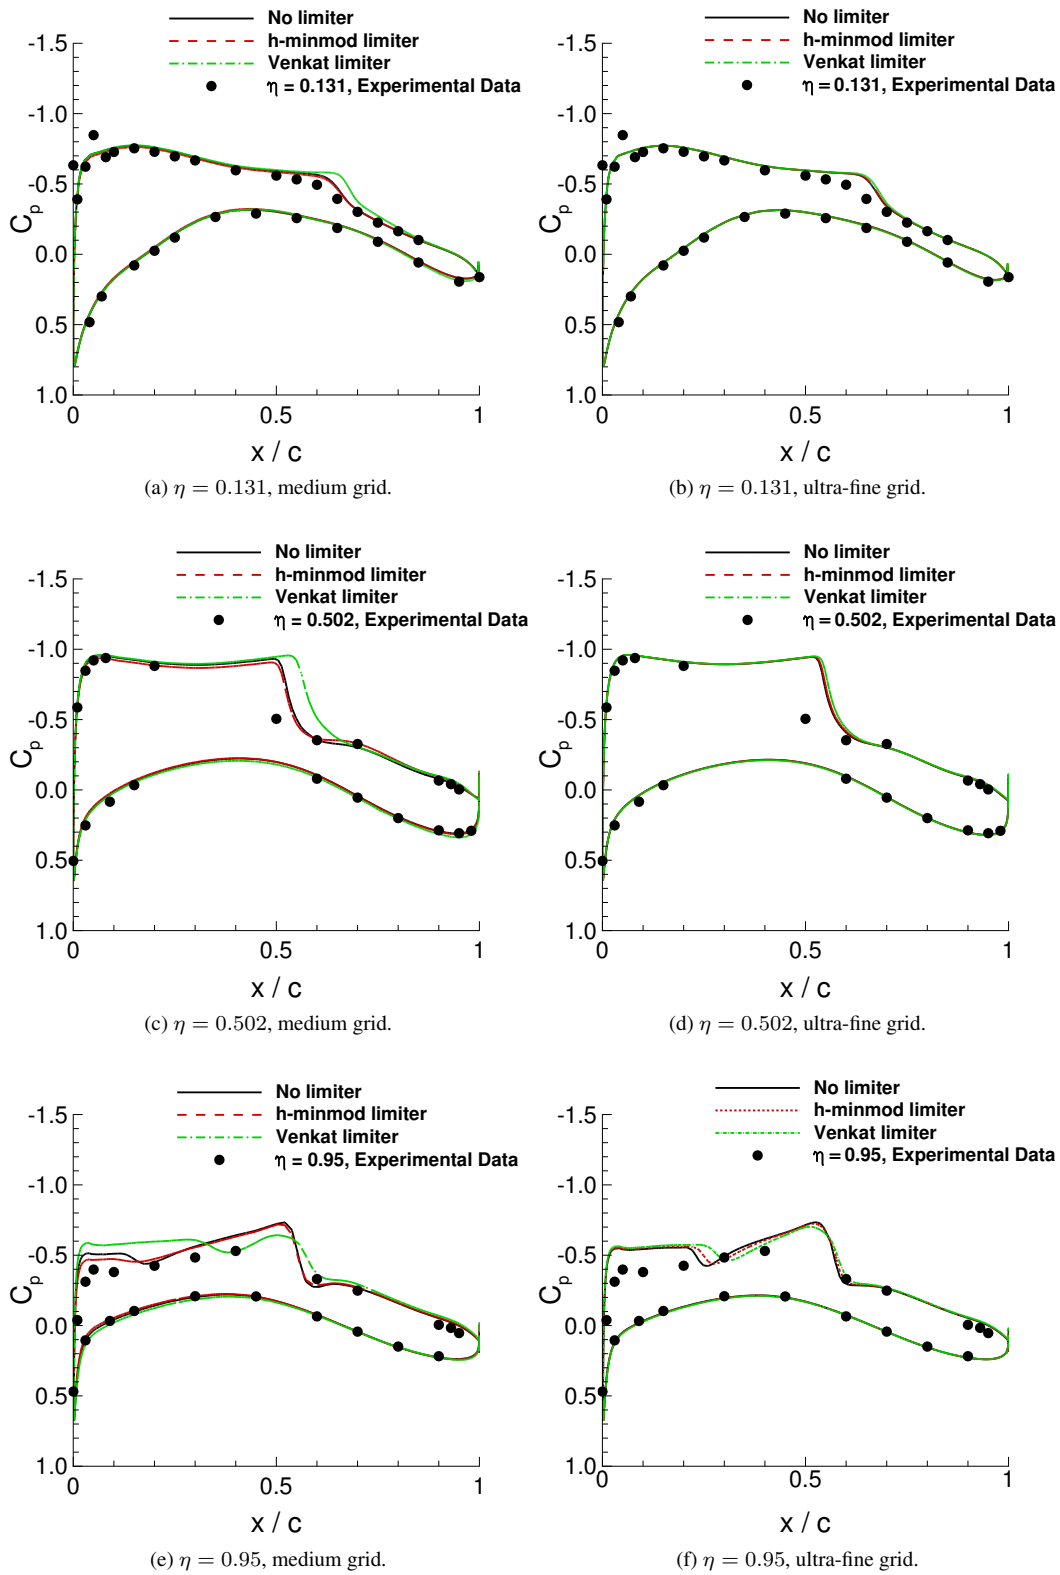 No limiter
h-minmod limiter
Venkat limiter
η = 0.131, Experimental Data
-1.5
-1.0
-0.5
0.0
0.5
1.0
Cp
0
0.5
1
x / c
(a) η = 0.131, medium grid.
No limiter
h-minmod limiter
Venkat limiter
η = 0.131, Experimental Data
-1.5
-1.0
-0.5
0.0
0.5
1.0
Cp
0
0.5
1
x / c
(b) η = 0.131, ultra-fine grid.
No limiter
h-minmod limiter
Venkat limiter
η = 0.502, Experimental Data
-1.5
-1.0
-0.5
0.0
0.5
1.0
Cp
0
0.5
1
x / c
(c) η = 0.502, medium grid.
No limiter
h-minmod limiter
Venkat limiter
η = 0.502, Experimental Data
-1.5
-1.0
-0.5
0.0
0.5
1.0
Cp
0
0.5
1
x / c
(d) η = 0.502, ultra-fine grid.
No limiter
h-minmod limiter
Venkat limiter
η = 0.95, Experimental Data
-1.5
-1.0
-0.5
0.0
0.5
1.0
Cp
0
0.5
1
x / c
(e) η = 0.95, medium grid.
No limiter
h-minmod limiter
Venkat limiter
η = 0.95, Experimental Data
-1.5
-1.0
-0.5
0.0
0.5
1.0
Cp
0
0.5
1
x / c
(f) η = 0.95, ultra-fine grid.